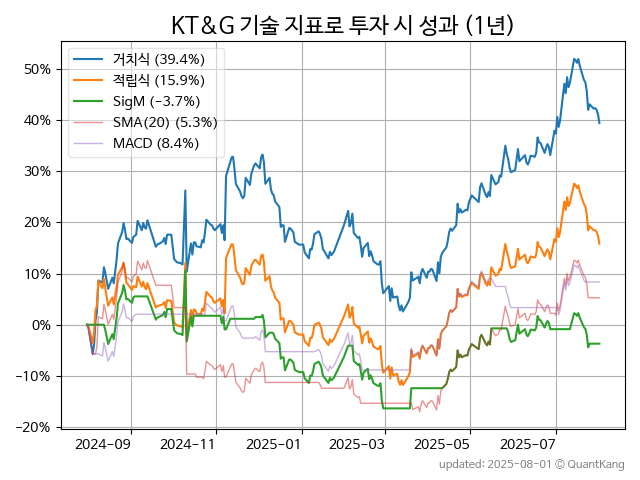 KT&G 기술 지표로 투자 시 성과 (1년)
거치식 (39.4%)
적립식 (15.9%)
SigM (−3.7%)
SMA(20) (5.3%)
MACD (8.4%)
50%
40%
30%
20%
10%
0%
−10%
−20%
2024-09 2024-11 2025-01 2025-03 2025-05 2025-07
updated: 2025-08-01 © QuantKang